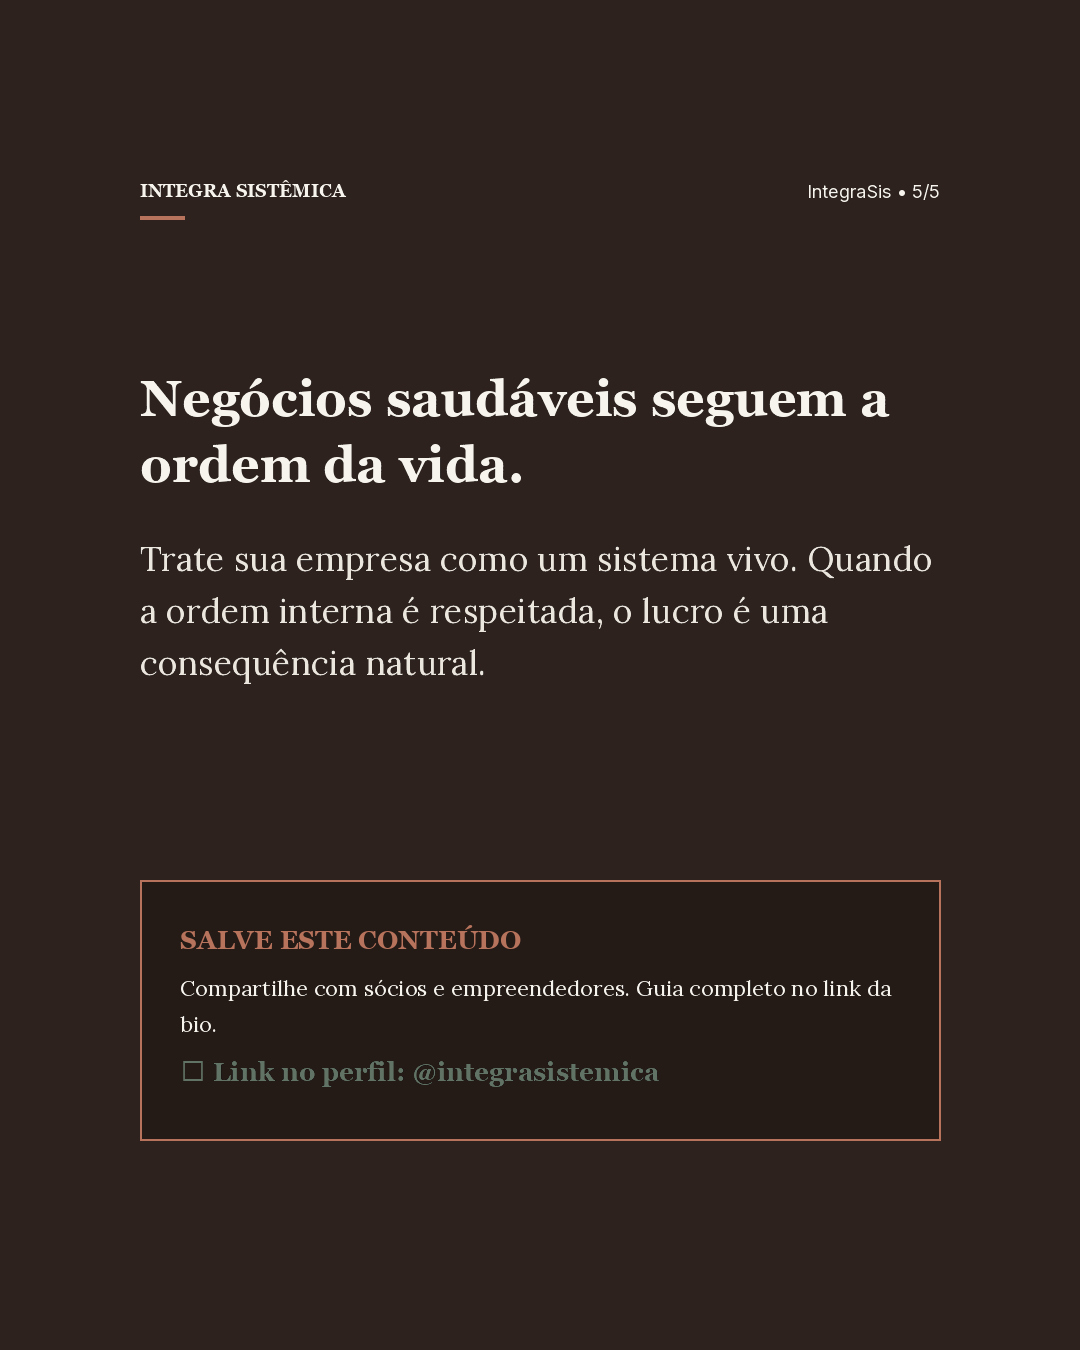 INTEGRA SISTÊMICA
IntegraSis • 5/5
Negócios saudáveis seguem a
ordem da vida.
Trate sua empresa como um sistema vivo. Quando
a ordem interna é respeitada, o lucro é uma
consequência natural.
SALVE ESTE CONTEÚDO
Compartilhe com sócios e empreendedores. Guia completo no link da
bio.
☐ Link no perfil: @integrasistemica